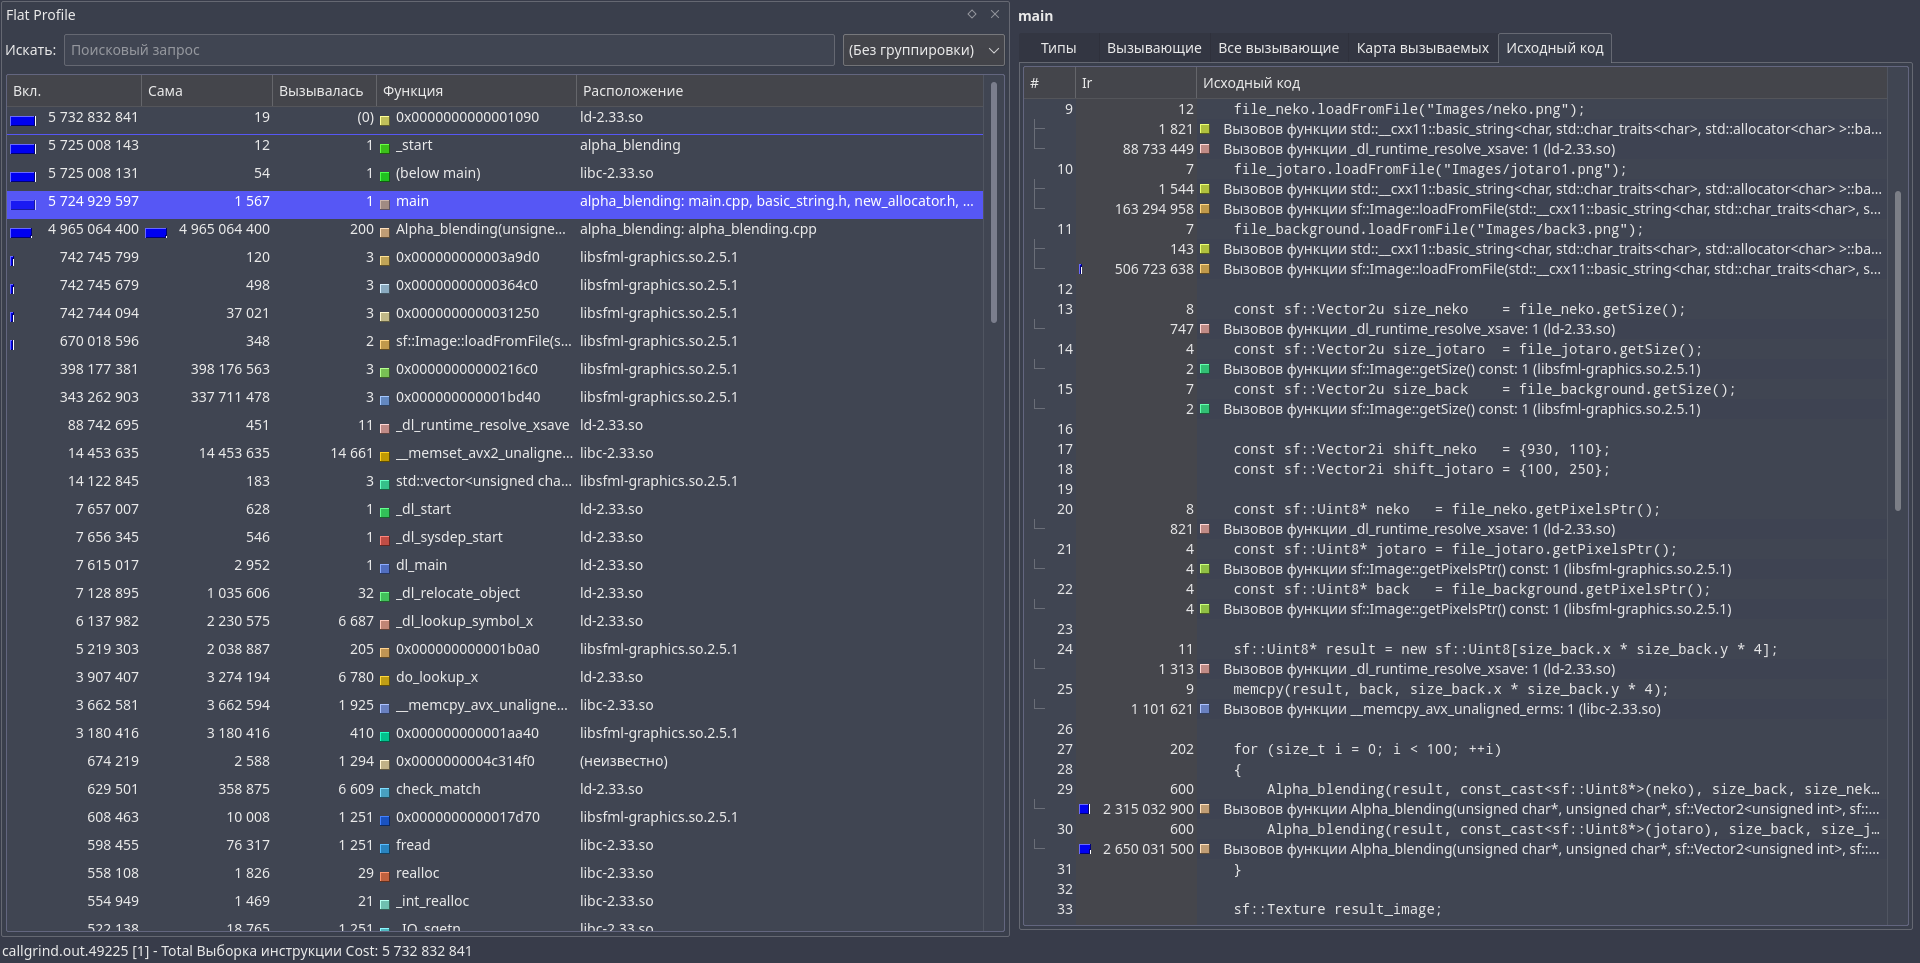 Flat Profile
Искать: Поисковый запрос (Без группировки)
Вкл. Сама Вызывалась Функция Расположение
5 732 832 841 19 (0) 0x0000000000001090 ld-2.33.so
5 725 008 143 12 1 _start alpha_blending
5 725 008 131 54 1 (below main) libc-2.33.so
5 724 929 597 1 567 1 main alpha_blending: main.cpp, basic_string.h, new_allocator.h, ...
4 965 064 400 4 965 064 400 200 Alpha_blending(unsigne... alpha_blending: alpha_blending.cpp
742 745 799 120 3 0x000000000003a9d0 libsfml-graphics.so.2.5.1
742 745 679 498 3 0x00000000000364c0 libsfml-graphics.so.2.5.1
742 744 094 37 021 3 0x0000000000031250 libsfml-graphics.so.2.5.1
670 018 596 348 2 sf::Image::loadFromFile(s... libsfml-graphics.so.2.5.1
398 177 381 398 176 563 3 0x00000000000216c0 libsfml-graphics.so.2.5.1
343 262 903 337 711 478 3 0x000000000001bd40 libsfml-graphics.so.2.5.1
88 742 695 451 11 _dl_runtime_resolve_xsave ld-2.33.so
14 453 635 14 453 635 14 661 __memset_avx2_unaligne... libc-2.33.so
14 122 845 183 3 std::vector<unsigned cha... libsfml-graphics.so.2.5.1
7 657 007 628 1 _dl_start ld-2.33.so
7 656 345 546 1 _dl_sysdep_start ld-2.33.so
7 615 017 2 952 1 dl_main ld-2.33.so
7 128 895 1 035 606 32 _dl_relocate_object ld-2.33.so
6 137 982 2 230 575 6 687 _dl_lookup_symbol_x ld-2.33.so
5 219 303 2 038 887 205 0x000000000001b0a0 libsfml-graphics.so.2.5.1
3 907 407 3 274 194 6 780 do_lookup_x ld-2.33.so
3 662 581 3 662 594 1 925 __memcpy_avx_unaligne... libc-2.33.so
3 180 416 3 180 416 410 0x000000000001aa40 libsfml-graphics.so.2.5.1
674 219 2 588 1 294 0x0000000004c314f0 (неизвестно)
629 501 358 875 6 609 check_match ld-2.33.so
608 463 10 008 1 251 0x0000000000017d70 libsfml-graphics.so.2.5.1
598 455 76 317 1 251 fread libc-2.33.so
558 108 1 826 29 realloc libc-2.33.so
554 949 1 469 21 _int_realloc libc-2.33.so
522 138 18 765 1 251 _IO_sgetn libc-2.33.so
callgrind.out.49225 [1] - Total Выборка инструкции Cost: 5 732 832 841
main
Типы Вызывающие Все вызывающие Карта вызываемых Исходный код
# Ir Исходный код
9 12 file_neko.loadFromFile("Images/neko.png");
1 821 Вызовов функции std::__cxx11::basic_string<char, std::char_traits<char>, std::allocator<char> >::ba...
88 733 449 Вызовов функции _dl_runtime_resolve_xsave: 1 (ld-2.33.so)
10 7 file_jotaro.loadFromFile("Images/jotaro1.png");
1 544 Вызовов функции std::__cxx11::basic_string<char, std::char_traits<char>, std::allocator<char> >::ba...
163 294 958 Вызовов функции sf::Image::loadFromFile(std::__cxx11::basic_string<char, std::char_traits<char>, s...
11 7 file_background.loadFromFile("Images/back3.png");
143 Вызовов функции std::__cxx11::basic_string<char, std::char_traits<char>, std::allocator<char> >::ba...
506 723 638 Вызовов функции sf::Image::loadFromFile(std::__cxx11::basic_string<char, std::char_traits<char>, s...
12
13 8 const sf::Vector2u size_neko = file_neko.getSize();
747 Вызовов функции _dl_runtime_resolve_xsave: 1 (ld-2.33.so)
14 4 const sf::Vector2u size_jotaro = file_jotaro.getSize();
2 Вызовов функции sf::Image::getSize() const: 1 (libsfml-graphics.so.2.5.1)
15 7 const sf::Vector2u size_back = file_background.getSize();
2 Вызовов функции sf::Image::getSize() const: 1 (libsfml-graphics.so.2.5.1)
16
17 const sf::Vector2i shift_neko = {930, 110};
18 const sf::Vector2i shift_jotaro = {100, 250};
19
20 8 const sf::Uint8* neko = file_neko.getPixelsPtr();
821 Вызовов функции _dl_runtime_resolve_xsave: 1 (ld-2.33.so)
21 4 const sf::Uint8* jotaro = file_jotaro.getPixelsPtr();
4 Вызовов функции sf::Image::getPixelsPtr() const: 1 (libsfml-graphics.so.2.5.1)
22 4 const sf::Uint8* back = file_background.getPixelsPtr();
4 Вызовов функции sf::Image::getPixelsPtr() const: 1 (libsfml-graphics.so.2.5.1)
23
24 11 sf::Uint8* result = new sf::Uint8[size_back.x * size_back.y * 4];
1 313 Вызовов функции _dl_runtime_resolve_xsave: 1 (ld-2.33.so)
25 9 memcpy(result, back, size_back.x * size_back.y * 4);
1 101 621 Вызовов функции __memcpy_avx_unaligned_erms: 1 (libc-2.33.so)
26
27 202 for (size_t i = 0; i < 100; ++i)
28 {
29 600 Alpha_blending(result, const_cast<sf::Uint8*>(neko), size_back, size_nek...
2 315 032 900 Вызовов функции Alpha_blending(unsigned char*, unsigned char*, sf::Vector2<unsigned int>, sf::...
30 600 Alpha_blending(result, const_cast<sf::Uint8*>(jotaro), size_back, size_j...
2 650 031 500 Вызовов функции Alpha_blending(unsigned char*, unsigned char*, sf::Vector2<unsigned int>, sf::...
31 }
32
33 sf::Texture result_image;